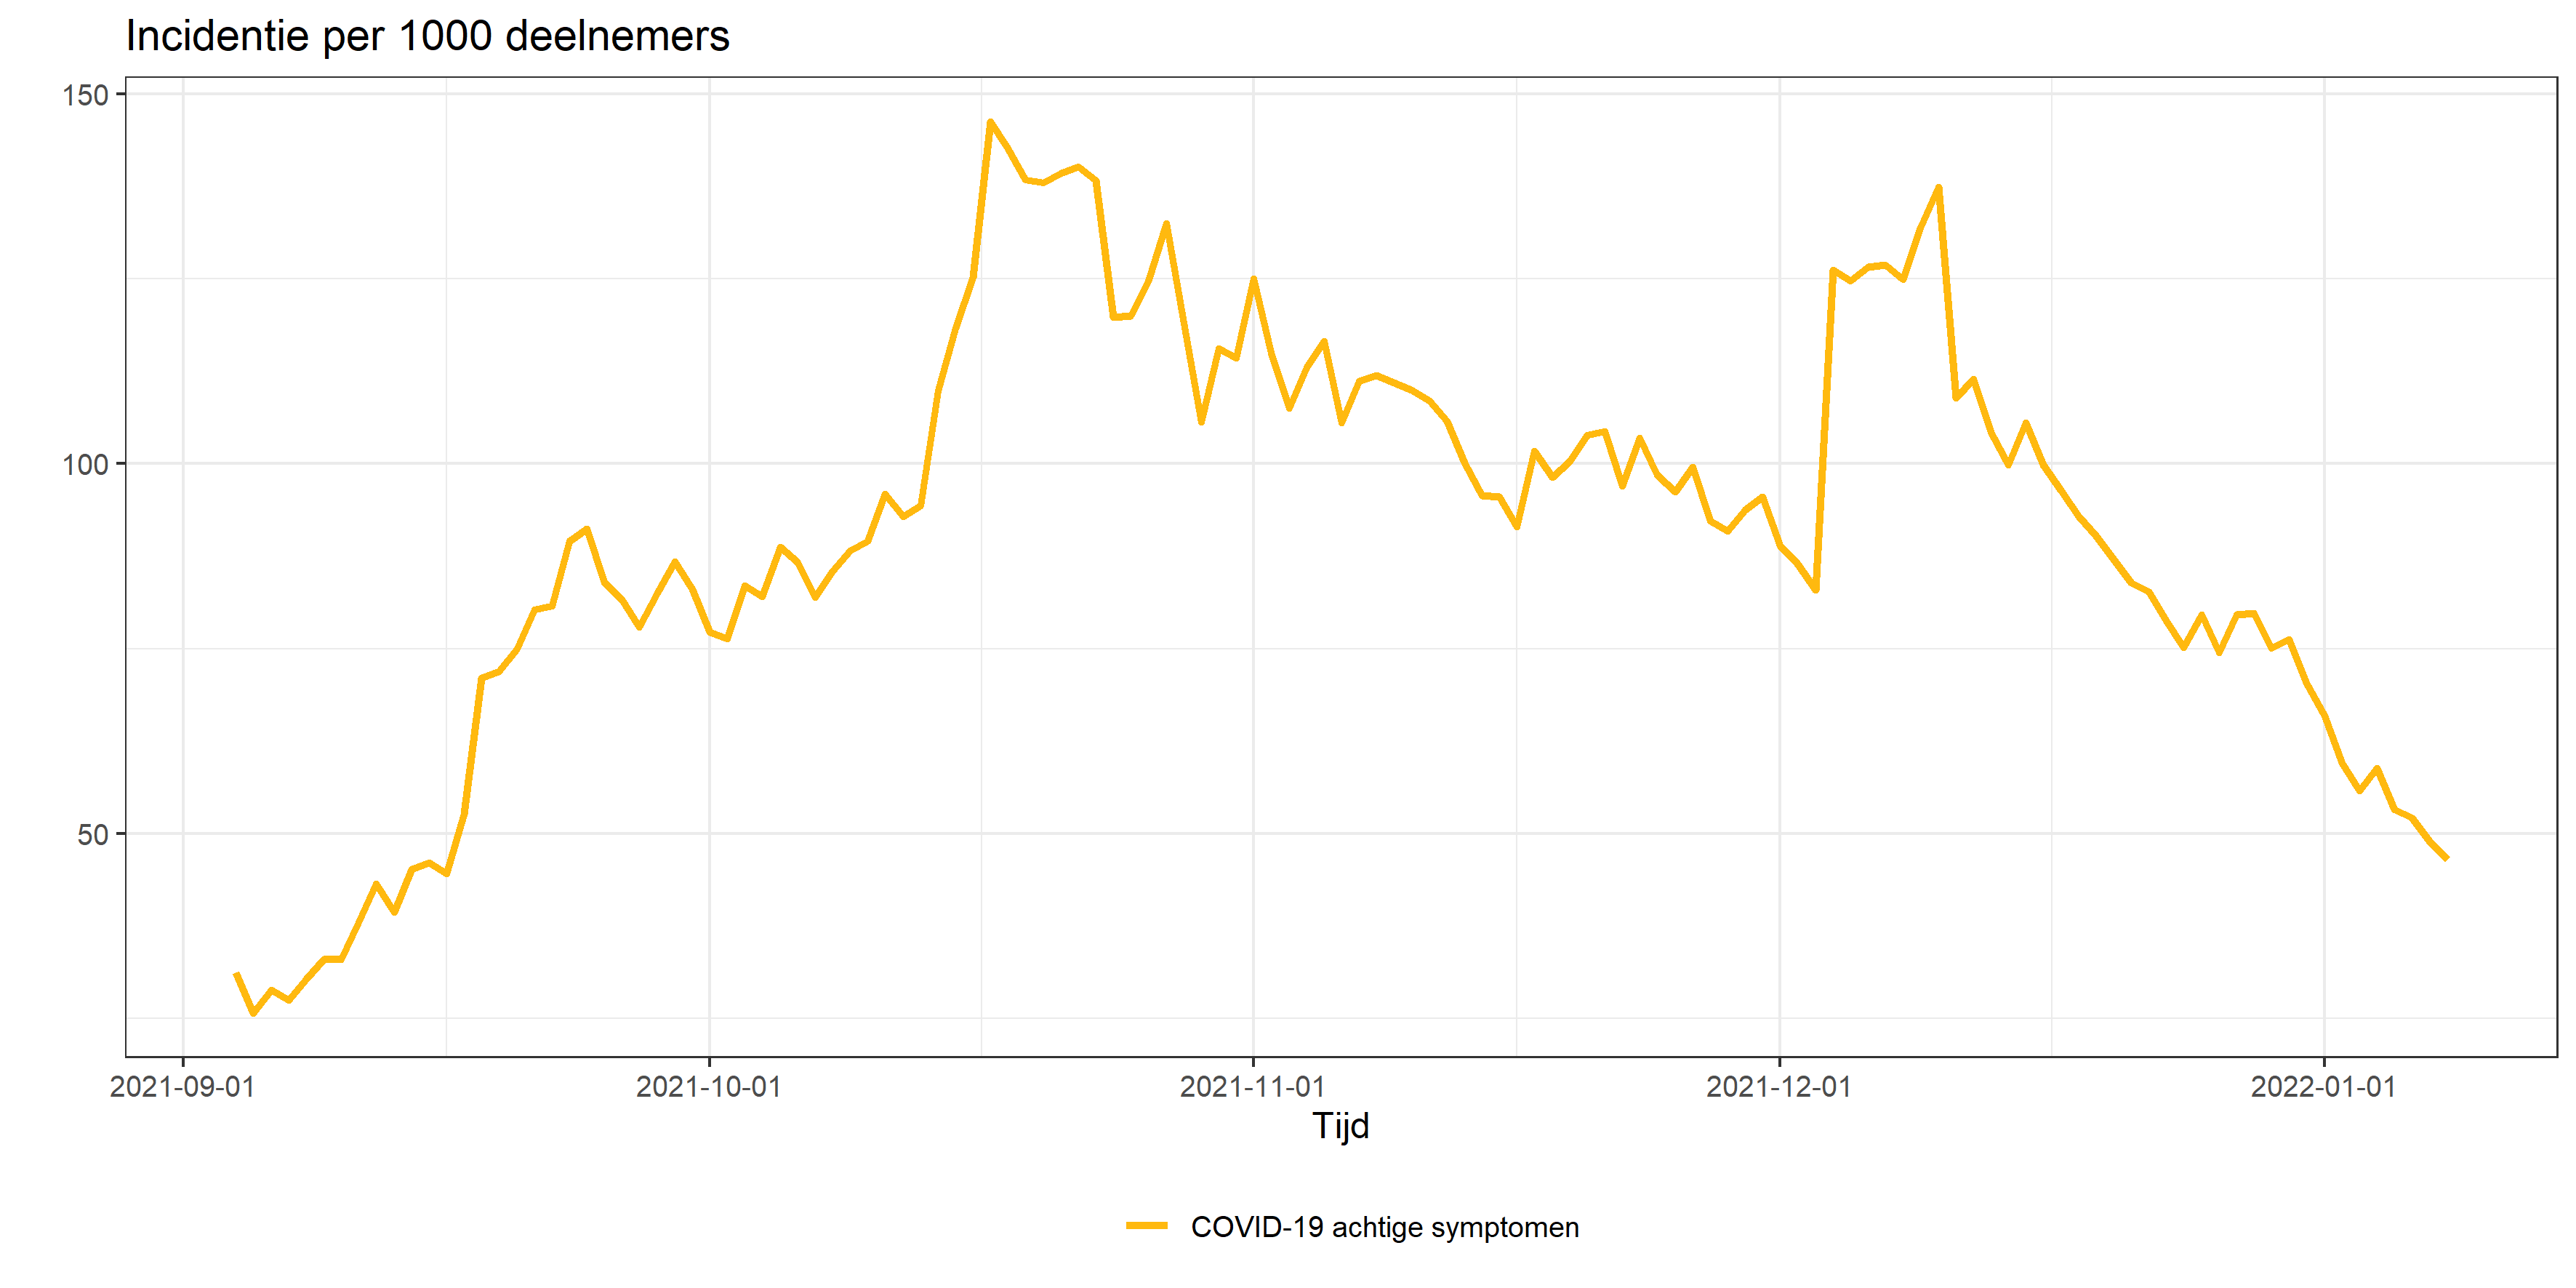 Incidentie per 1000 deelnemers
150
100
50
2021-09-01 2021-10-01 2021-11-01 2021-12-01 2022-01-01
Tijd
COVID-19 achtige symptomen